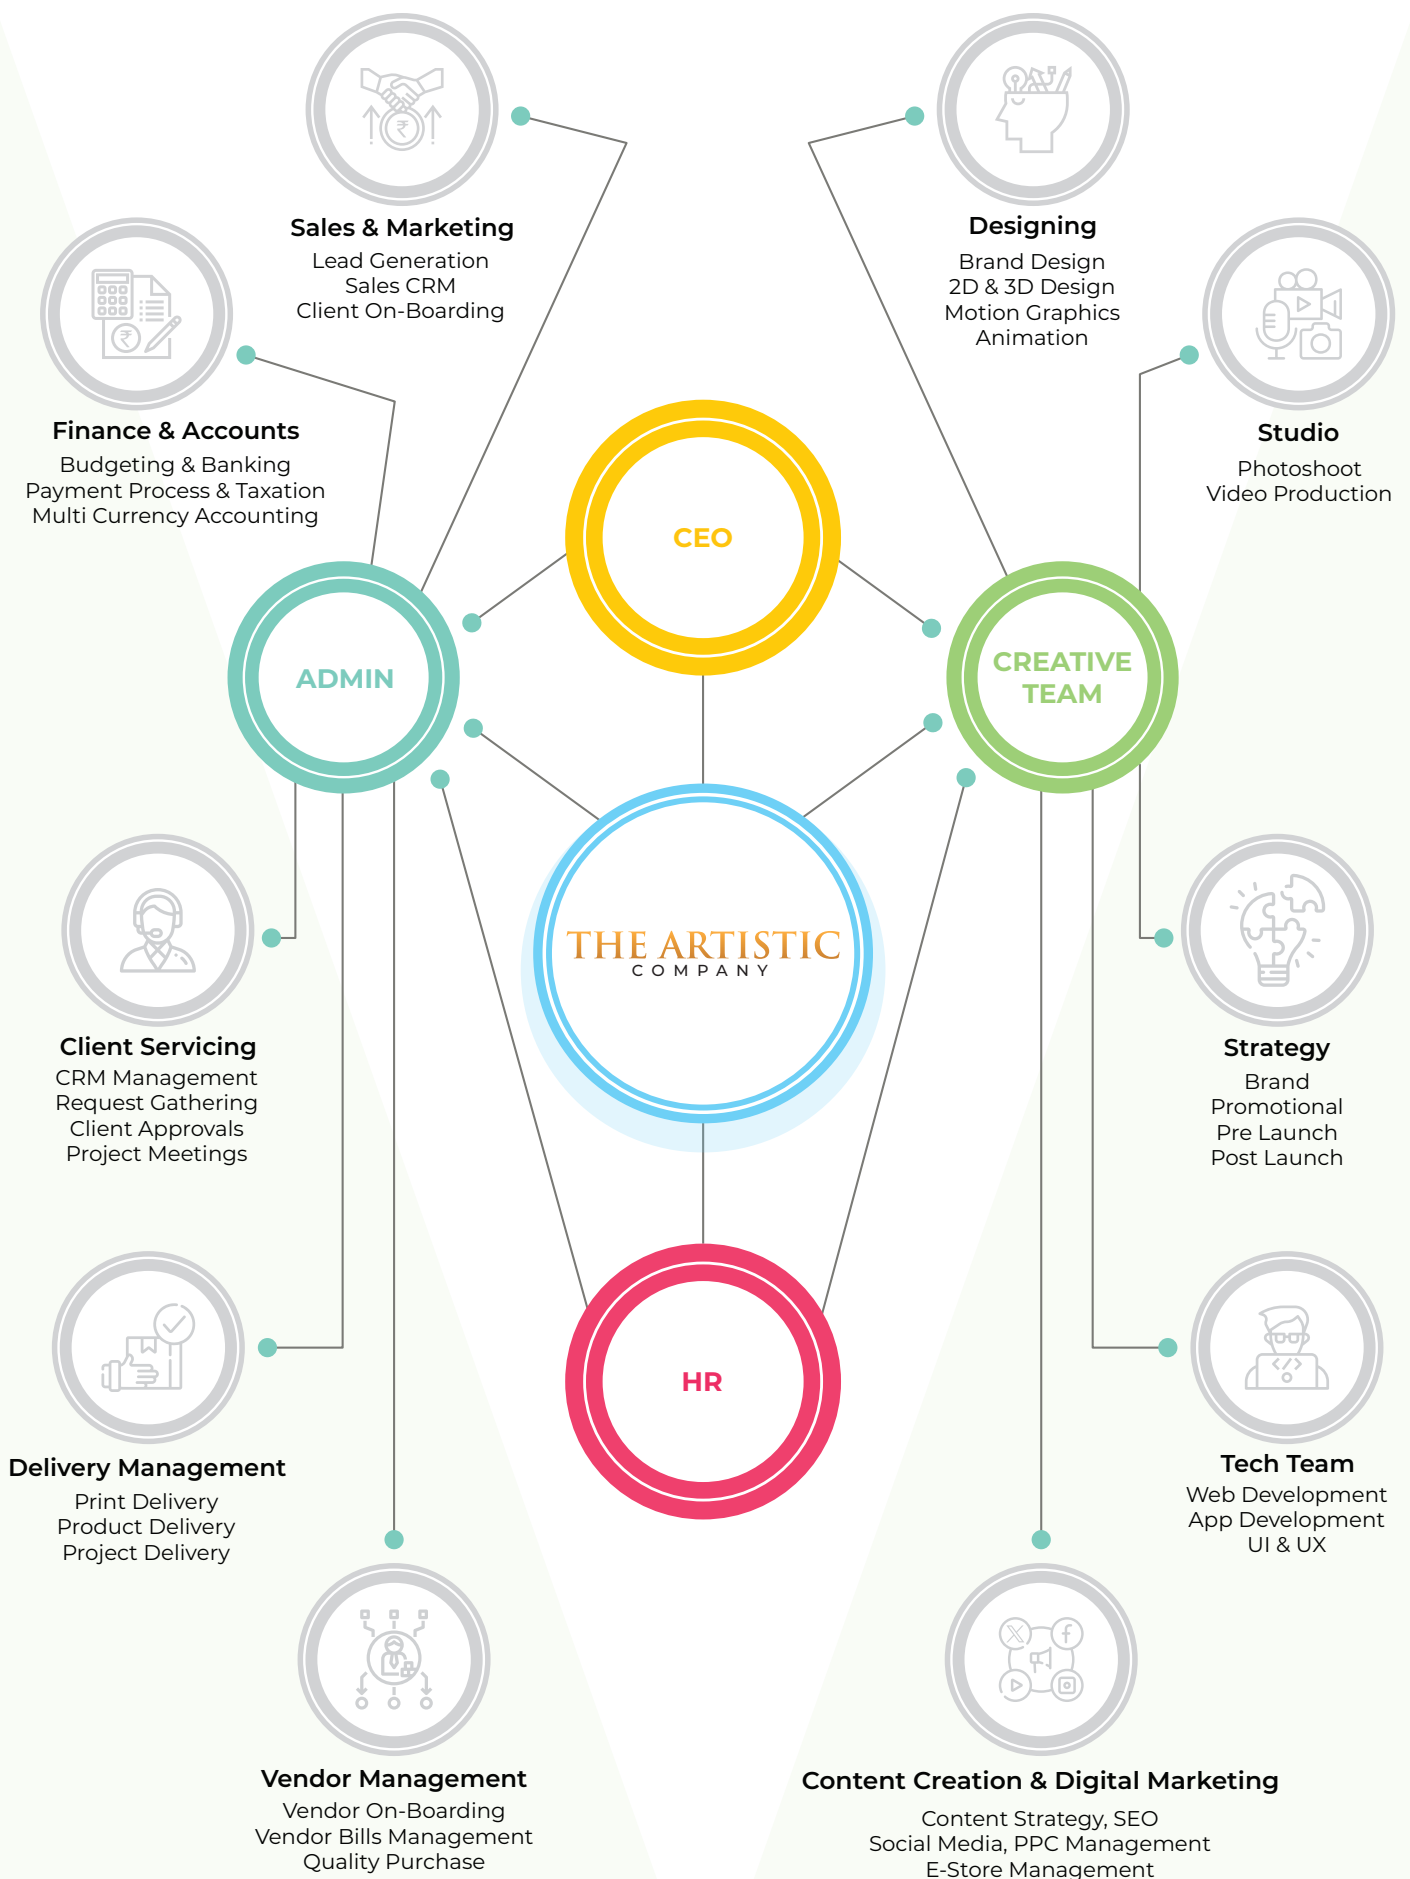 Sales & Marketing
Lead Generation
Sales CRM
Client On-Boarding
Designing
Brand Design
2D & 3D Design
Motion Graphics
Animation
Finance & Accounts
Budgeting & Banking
Payment Process & Taxation
Multi Currency Accounting
Studio
Photoshoot
Video Production
CEO
ADMIN
CREATIVE
TEAM
THE ARTISTIC
COMPANY
Client Servicing
CRM Management
Request Gathering
Client Approvals
Project Meetings
Strategy
Brand
Promotional
Pre Launch
Post Launch
HR
Delivery Management
Print Delivery
Product Delivery
Project Delivery
Tech Team
Web Development
App Development
UI & UX
Vendor Management
Vendor On-Boarding
Vendor Bills Management
Quality Purchase
Content Creation & Digital Marketing
Content Strategy, SEO
Social Media, PPC Management
E-Store Management